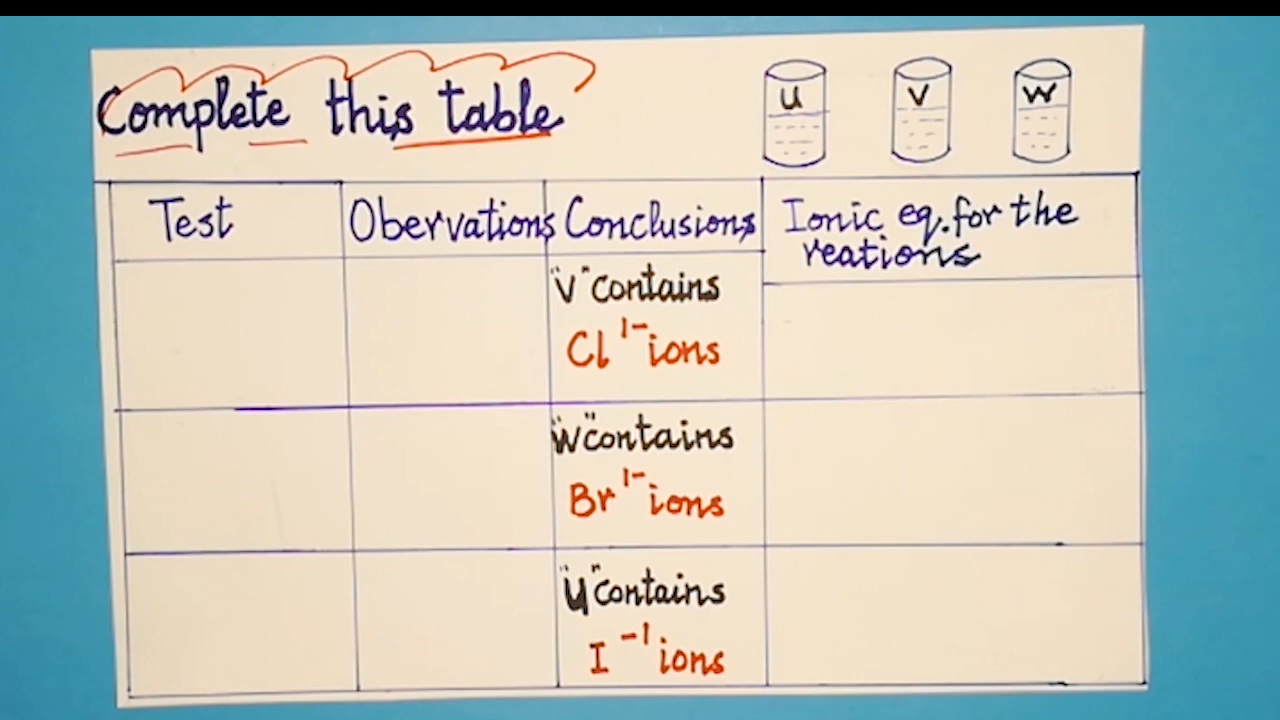 Complete this table
U V W
Test Obervations Conclusions Ionic eq. for the
reations
"V" contains
Cl¹⁻ ions
"W" contains
Br¹⁻ ions
"U" contains
I⁻¹ ions